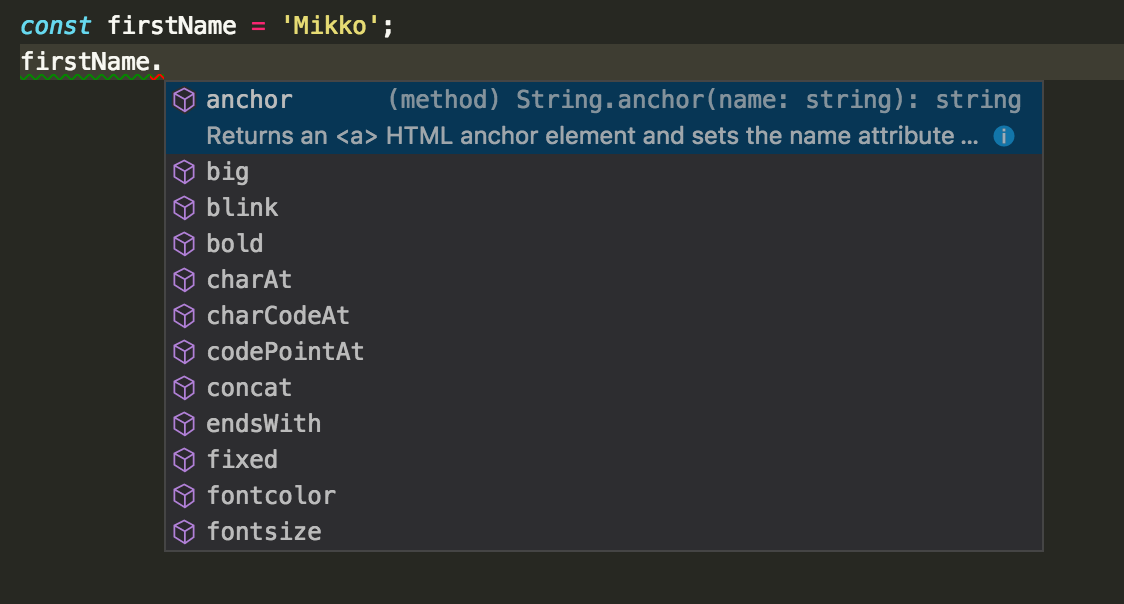 const firstName = 'Mikko';
firstName.
anchor (method) String.anchor(name: string): string
Returns an <a> HTML anchor element and sets the name attribute ...
big
blink
bold
charAt
charCodeAt
codePointAt
concat
endsWith
fixed
fontcolor
fontsize